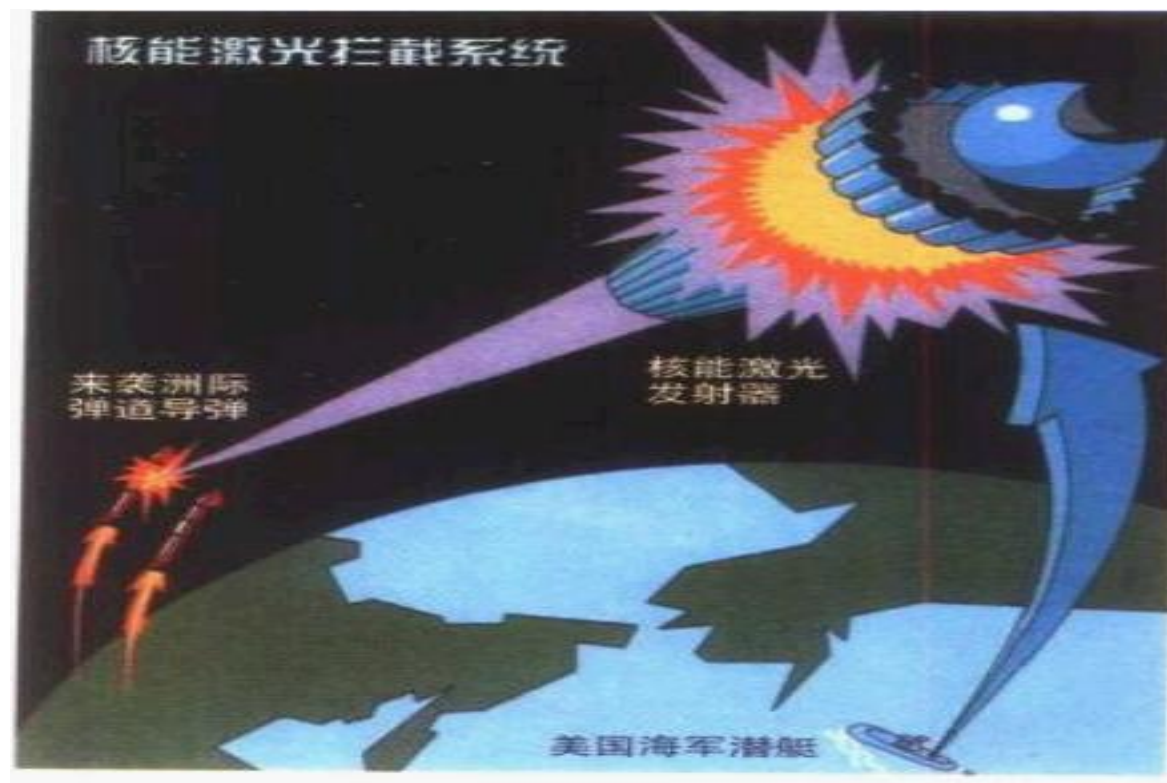 核能激光拦截系统
来袭洲际
弹道导弹
核能激光
发射器
美国海军潜艇